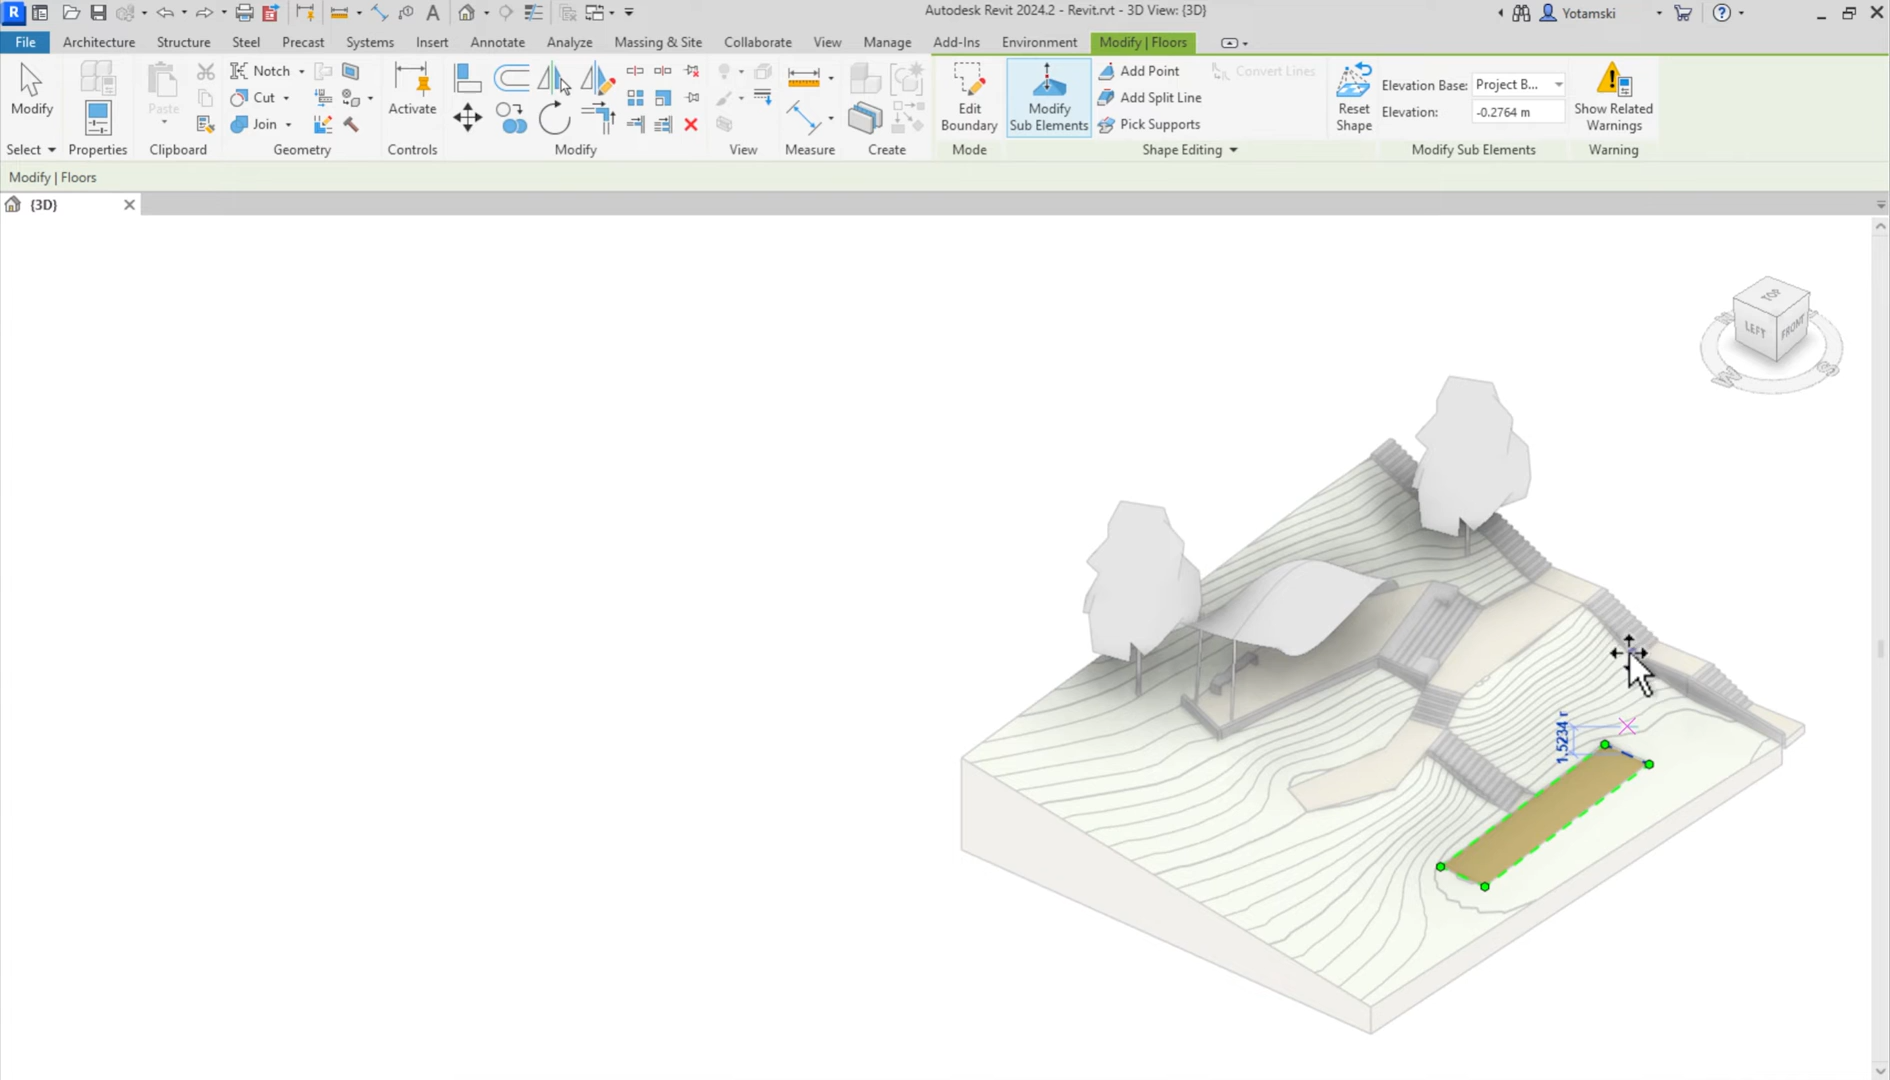 R
A
Autodesk Revit 2024.2 - Revit.rvt - 3D View: {3D}
Yotamski
File Architecture Structure Steel Precast Systems Insert Annotate Analyze Massing & Site Collaborate View Manage Add-Ins Environment Modify | Floors
Modify
Paste
Notch
Cut
Join
Activate
Edit
Boundary
Modify
Sub Elements
Add Point
Add Split Line
Pick Supports
Convert Lines
Reset
Shape
Elevation Base: Project B...
Elevation: -0.2764 m
Show Related
Warnings
Select Properties Clipboard Geometry Controls Modify View Measure Create Mode Shape Editing Modify Sub Elements Warning
Modify | Floors
{3D}
TOP
LEFT
FRONT
W
S
1.5234